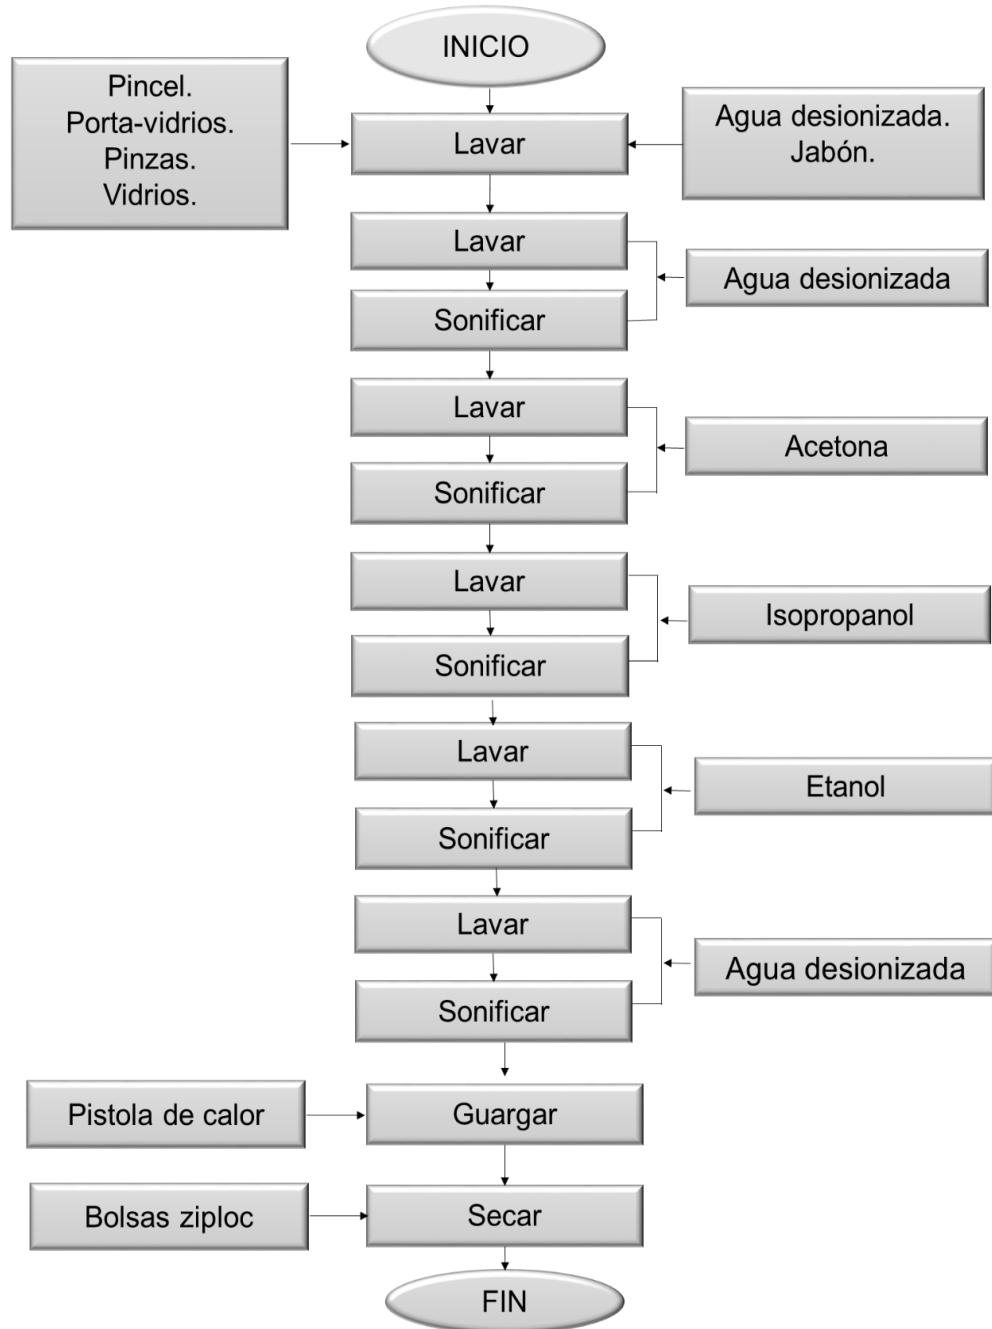 INICIO
Pincel.
Porta-vidrios.
Pinzas.
Vidrios.
Lavar
Agua desionizada.
Jabón.
Lavar
Agua desionizada
Sonificar
Lavar
Acetona
Sonificar
Lavar
Isopropanol
Sonificar
Lavar
Etanol
Sonificar
Lavar
Agua desionizada
Sonificar
Pistola de calor
Guargar
Bolsas ziploc
Secar
FIN